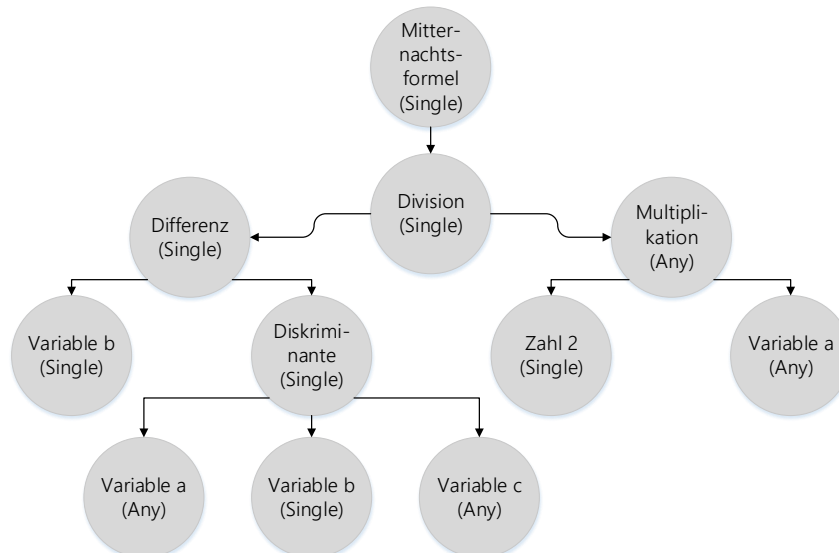 Mitter-
nachts-
formel
(Single)
Division
(Single)
Differenz
(Single)
Multipli-
kation
(Any)
Variable b
(Single)
Diskrimi-
nante
(Single)
Zahl 2
(Single)
Variable a
(Any)
Variable a
(Any)
Variable b
(Single)
Variable c
(Any)